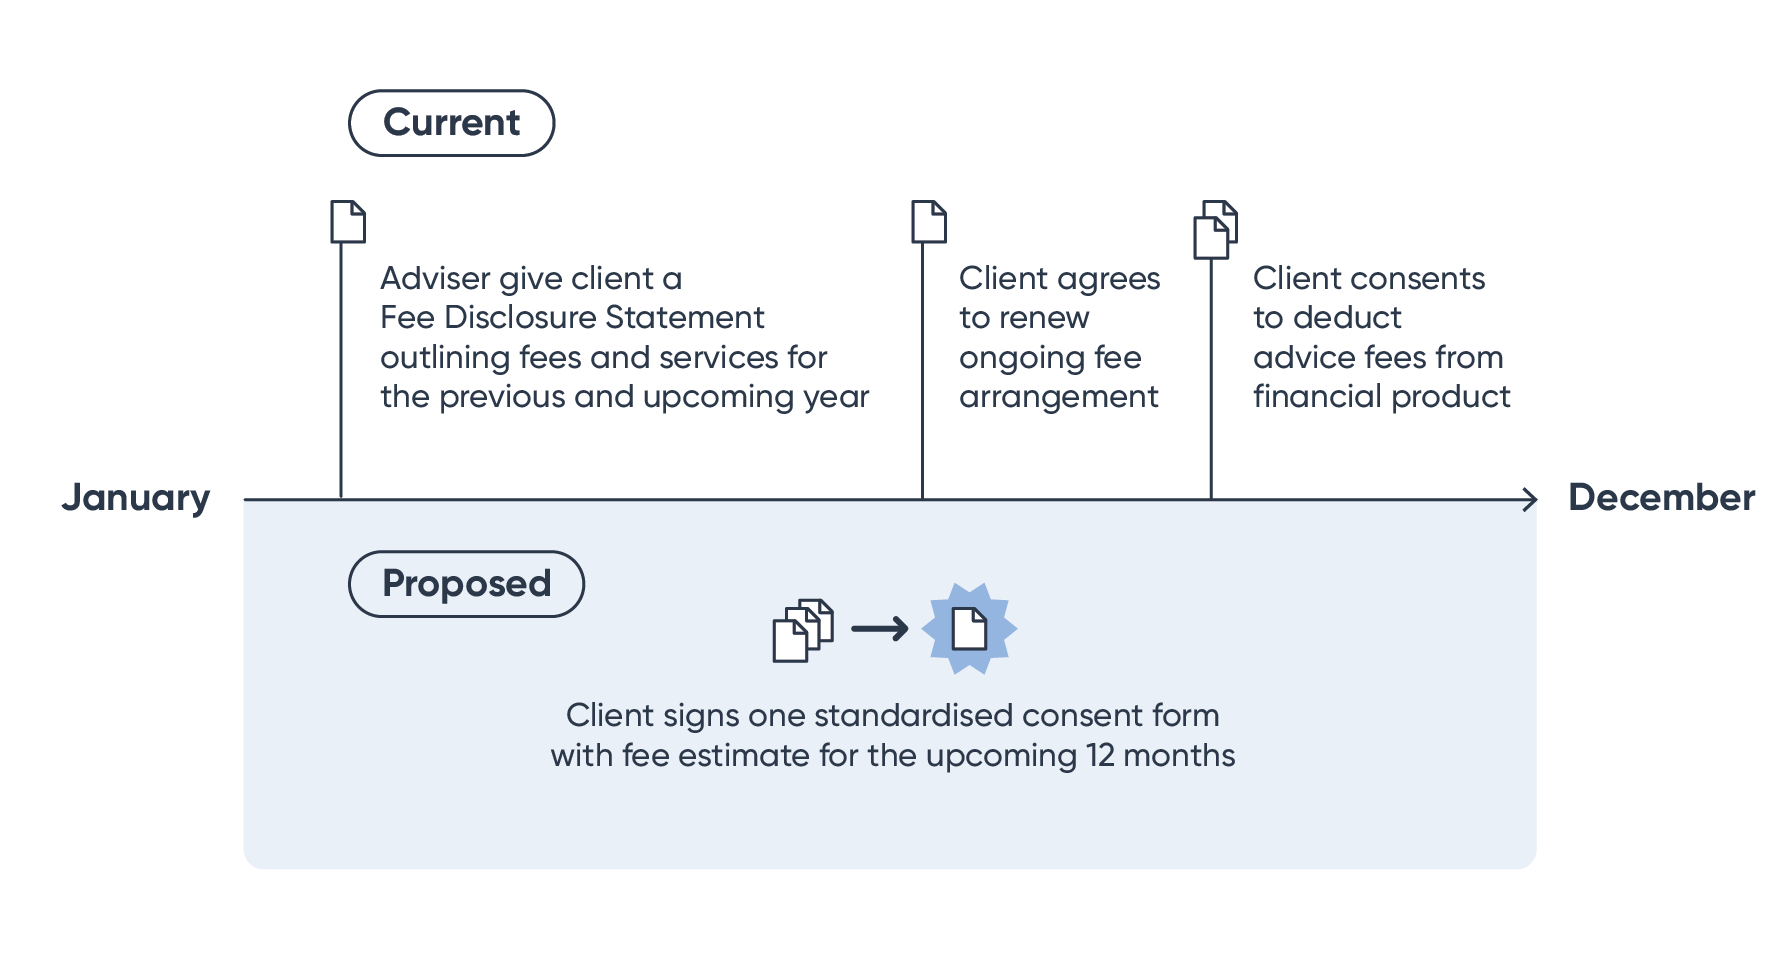 Current
Adviser give client a
Fee Disclosure Statement
outlining fees and services for
the previous and upcoming year
Client agrees
to renew
ongoing fee
arrangement
Client consents
to deduct
advice fees from
financial product
January
December
Proposed
Client signs one standardised consent form
with fee estimate for the upcoming 12 months